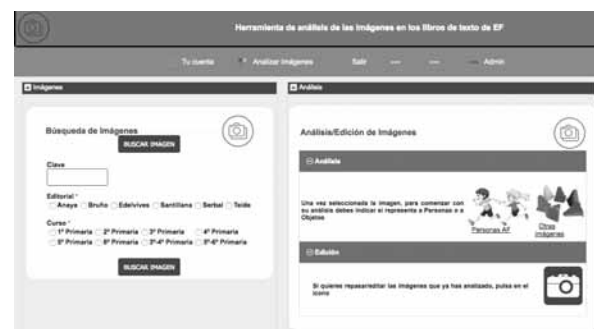 Herramienta de análisis de las imágenes en los libros de texto de EF
Tu cuenta
Analizar imágenes
Salir
Admin
Imágenes
Búsqueda de Imágenes
BUSCAR IMAGEN
Clave
Editorial *
Anaya Bruño Edelvives Santillana Serbal Teide
Curso *
1º Primaria 2º Primaria 3º Primaria 4º Primaria
5º Primaria 6º Primaria 3º-4º Primaria 5º-6º Primaria
BUSCAR IMAGEN
Análisis
Análisis/Edición de Imágenes
Análisis
Una vez seleccionada la imagen, para comenzar con
su análisis debes indicar si representa a Personas o a
Objetos
Personas AF
Otras
imágenes
Edición
Si quieres repasar/editar las imágenes que ya has analizado, pulsa en el
icono